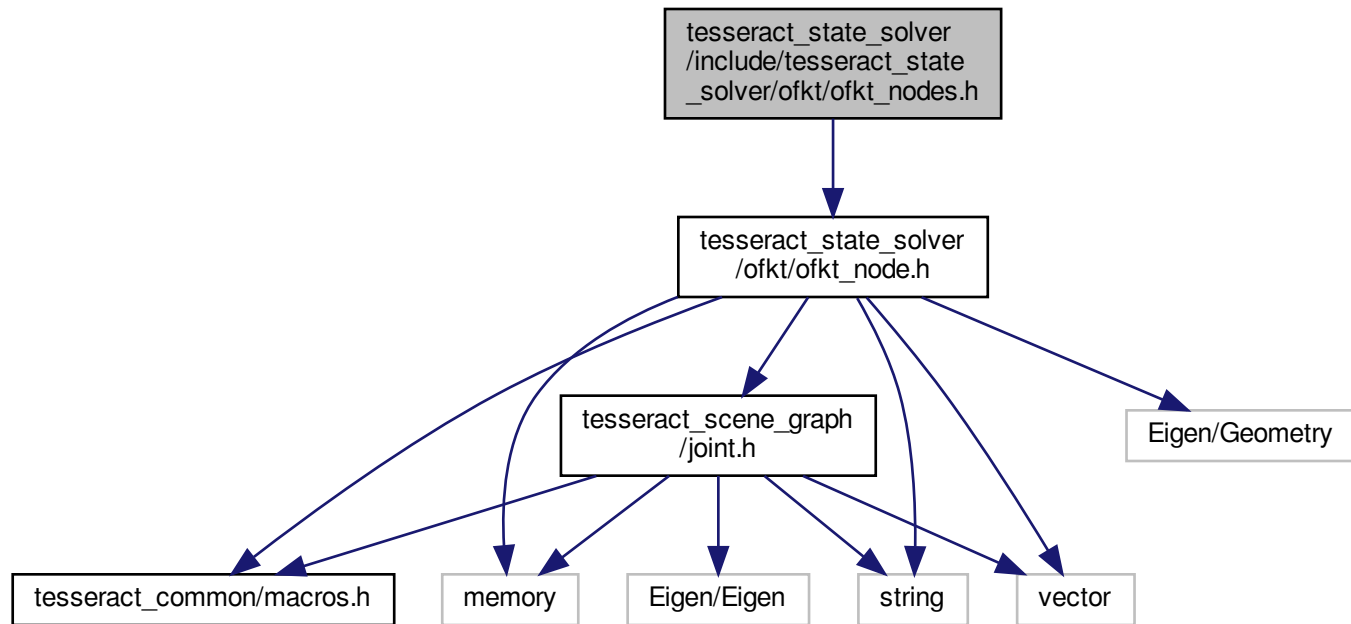 tesseract_state_solver
/include/tesseract_state
_solver/ofkt/ofkt_nodes.h
tesseract_state_solver
/ofkt/ofkt_node.h
tesseract_scene_graph
/joint.h
Eigen/Geometry
tesseract_common/macros.h
memory
Eigen/Eigen
string
vector